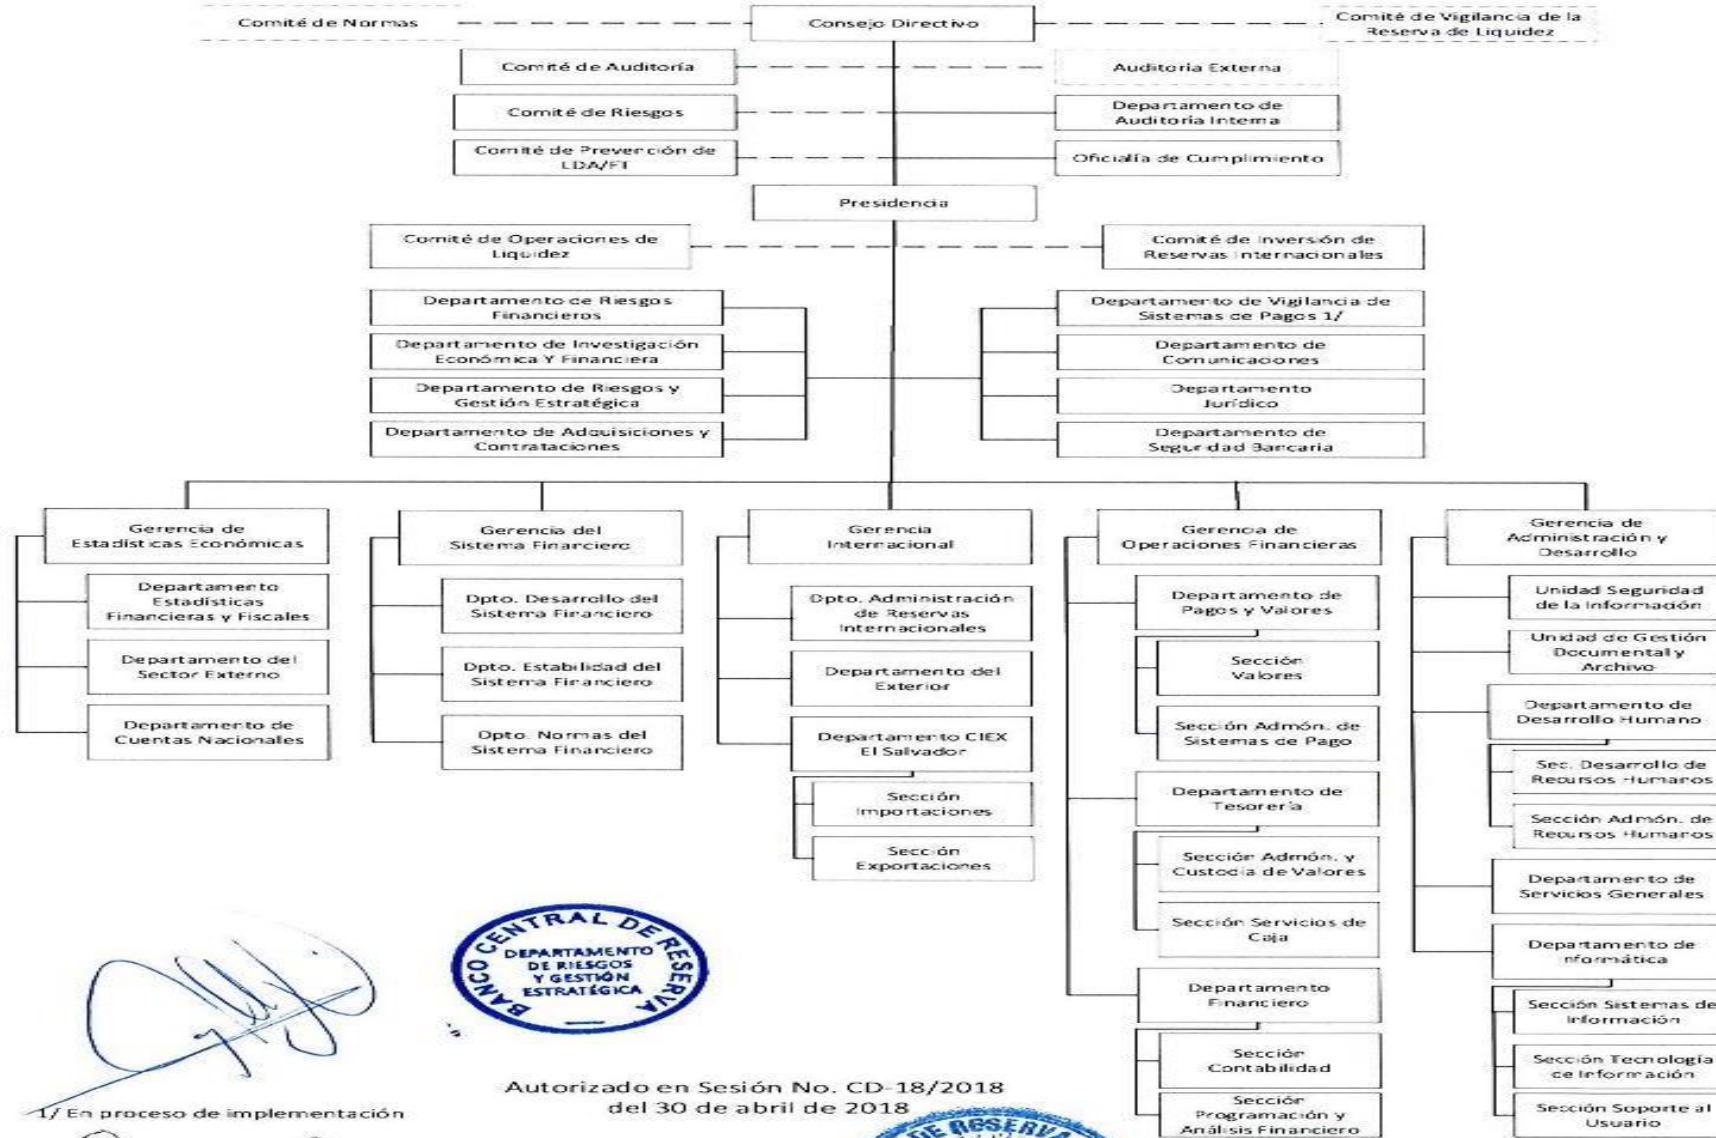 Comité de Normas
Consejo Directivo
Comité de Vigilancia de la
Reserva de Liquidez
Comité de Auditoría
Auditoría Externa
Comité de Riesgos
Departamento de
Auditoría Interna
Comité de Prevención de
LDA/FT
Oficialía de Cumplimiento
Presidencia
Comité de Operaciones de
Liquidez
Comité de Inversión de
Reservas Internacionales
Departamento de Riesgos
Financieros
Departamento de Vigilancia de
Sistemas de Pagos 1/
Departamento de Investigación
Económica Y Financiera
Departamento de
Comunicaciones
Departamento de Riesgos y
Gestión Estratégica
Departamento
Jurídico
Departamento de Adquisiciones y
Contrataciones
Departamento de
Seguridad Bancaria
Gerencia de
Estadísticas Económicas
Departamento
Estadísticas
Financieras y Fiscales
Departamento del
Sector Externo
Departamento de
Cuentas Nacionales
Gerencia del
Sistema Financiero
Dpto. Desarrollo del
Sistema Financiero
Dpto. Estabilidad del
Sistema Financiero
Dpto. Normas del
Sistema Financiero
Gerencia
Internacional
Dpto. Administración
de Reservas
Internacionales
Departamento del
Exterior
Departamento CIEX
El Salvador
Sección
Importaciones
Sección
Exportaciones
Gerencia de
Operaciones Financieras
Departamento de
Pagos y Valores
Sección
Valores
Sección Admón. de
Sistemas de Pago
Departamento de
Tesorería
Sección Admón. y
Custodia de Valores
Sección Servicios de
Caja
Departamento
Financiero
Sección
Contabilidad
Sección
Programación y
Análisis Financiero
Gerencia de
Administración y
Desarrollo
Unidad Seguridad
de la Información
Unidad de Gestión
Documental y
Archivo
Departamento de
Desarrollo Humano
Sec. Desarrollo de
Recursos Humanos
Sección Admón. de
Recursos Humanos
Departamento de
Servicios Generales
Departamento de
Informática
Sección Sistemas de
Información
Sección Tecnología
de Información
Sección Soporte al
Usuario
BANCO CENTRAL DE RESERVA
DEPARTAMENTO
DE RIESGOS
Y GESTIÓN
ESTRATÉGICA
Autorizado en Sesión No. CD-18/2018
del 30 de abril de 2018
1/ En proceso de implementación
DE RESERVA